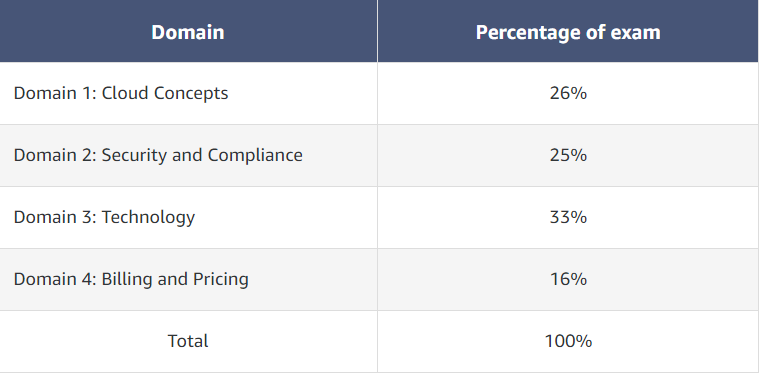 Domain Percentage of exam
Domain 1: Cloud Concepts 26%
Domain 2: Security and Compliance 25%
Domain 3: Technology 33%
Domain 4: Billing and Pricing 16%
Total 100%